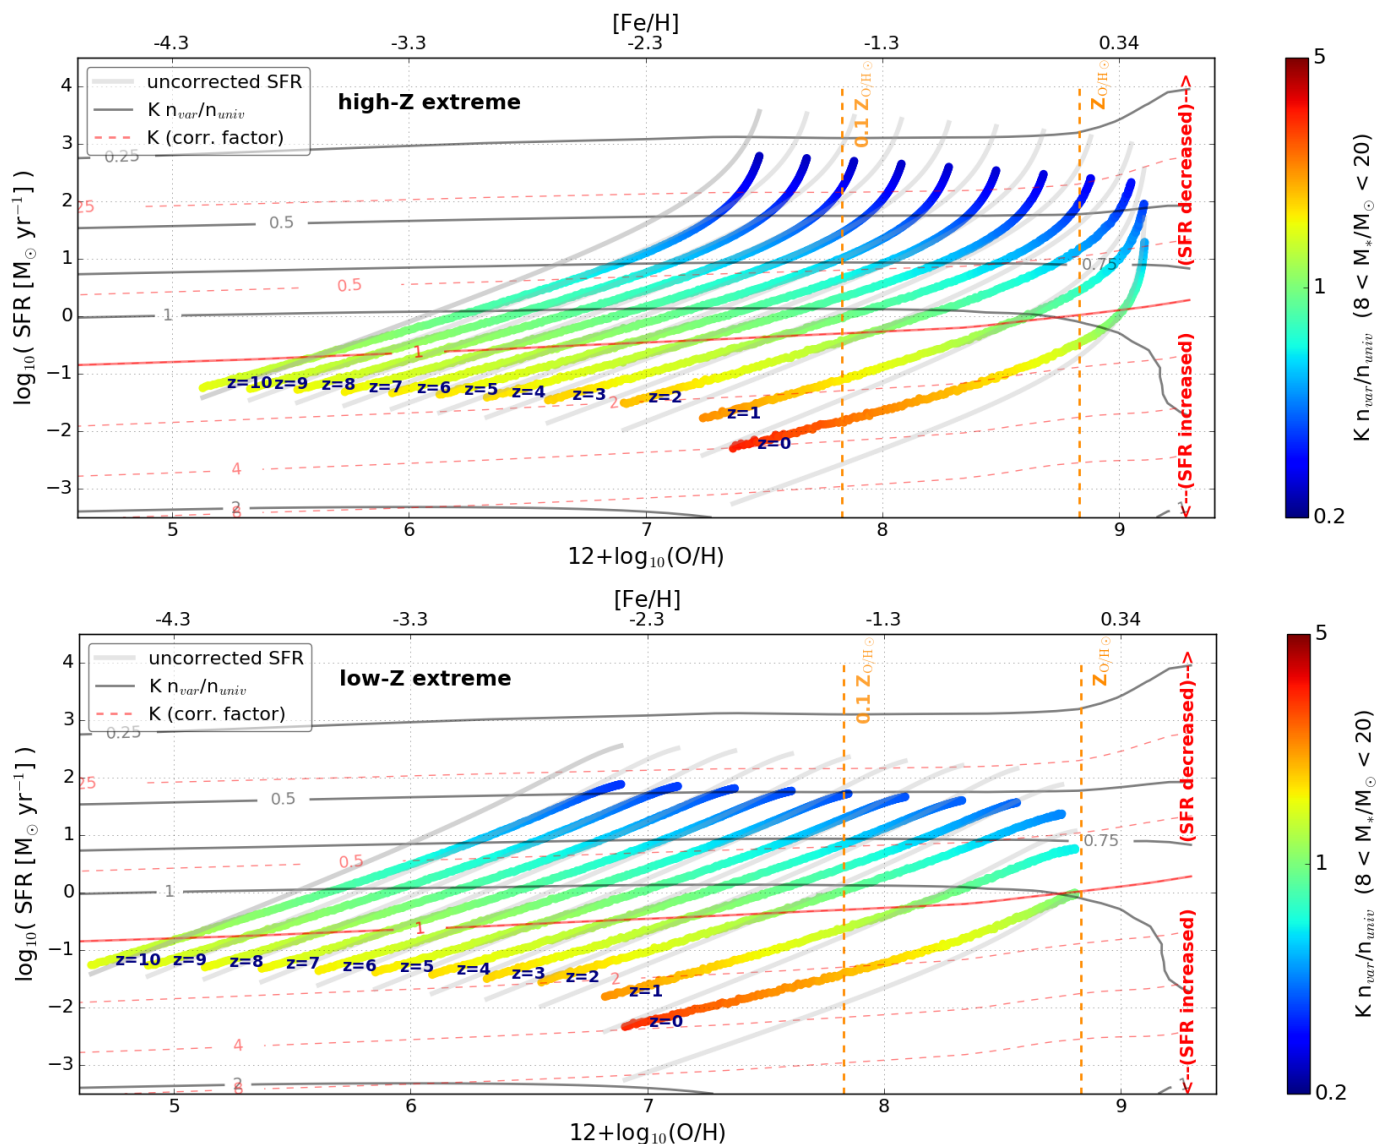 [Fe/H]
-4.3 -3.3 -2.3 -1.3 0.34
uncorrected SFR
K n_var/n_univ
K (corr. factor)
high-Z extreme
0.1 Z_O/H⊙
Z_O/H⊙
<--(SFR increased) (SFR decreased)-->
0.25
25
0.5
0.5
0.75
1
1
2
4
2
z=10 z=9 z=8 z=7 z=6 z=5 z=4 z=3 z=2 z=1 z=0
4
3
2
1
0
−1
−2
−3
log₁₀( SFR [M⊙ yr⁻¹] )
5 6 7 8 9
12+log₁₀(O/H)
5
1
0.2
K n_var/n_univ (8 < M_*/M⊙ < 20)
[Fe/H]
-4.3 -3.3 -2.3 -1.3 0.34
uncorrected SFR
K n_var/n_univ
K (corr. factor)
low-Z extreme
0.1 Z_O/H⊙
Z_O/H⊙
<--(SFR increased) (SFR decreased)-->
0.25
25
0.5
0.5
0.75
1
1
2
4
2
z=10 z=9 z=8 z=7 z=6 z=5 z=4 z=3 z=2 z=1 z=0
4
3
2
1
0
−1
−2
−3
log₁₀( SFR [M⊙ yr⁻¹] )
5 6 7 8 9
12+log₁₀(O/H)
5
1
0.2
K n_var/n_univ (8 < M_*/M⊙ < 20)